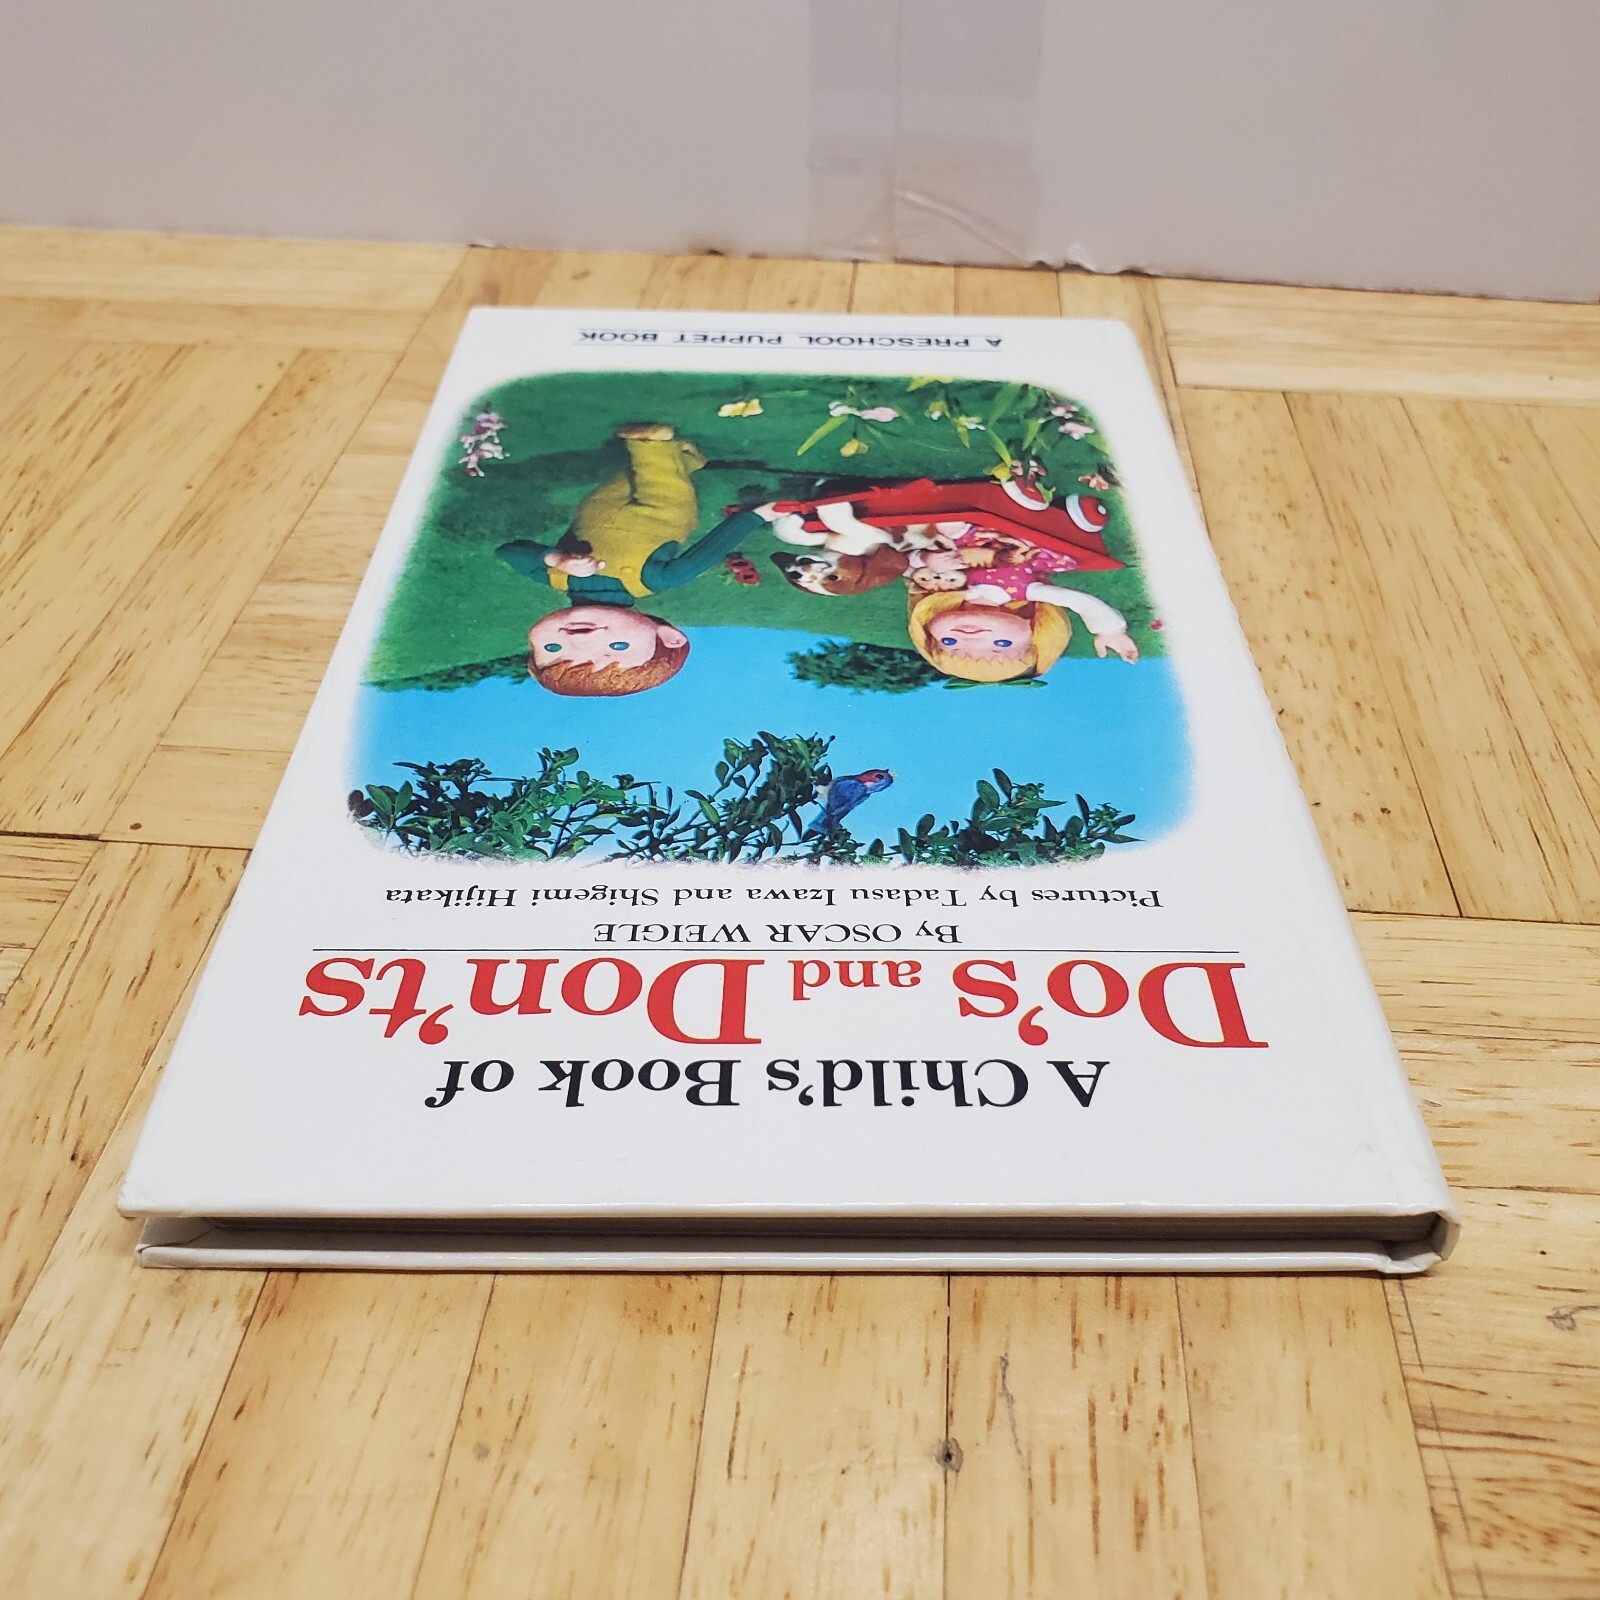 A Child's Book of
Do's and Don'ts
By OSCAR WEIGLE
Pictures by Tadasu Izawa and Shigemi Hijikata
A PRESCHOOL PUPPET BOOK